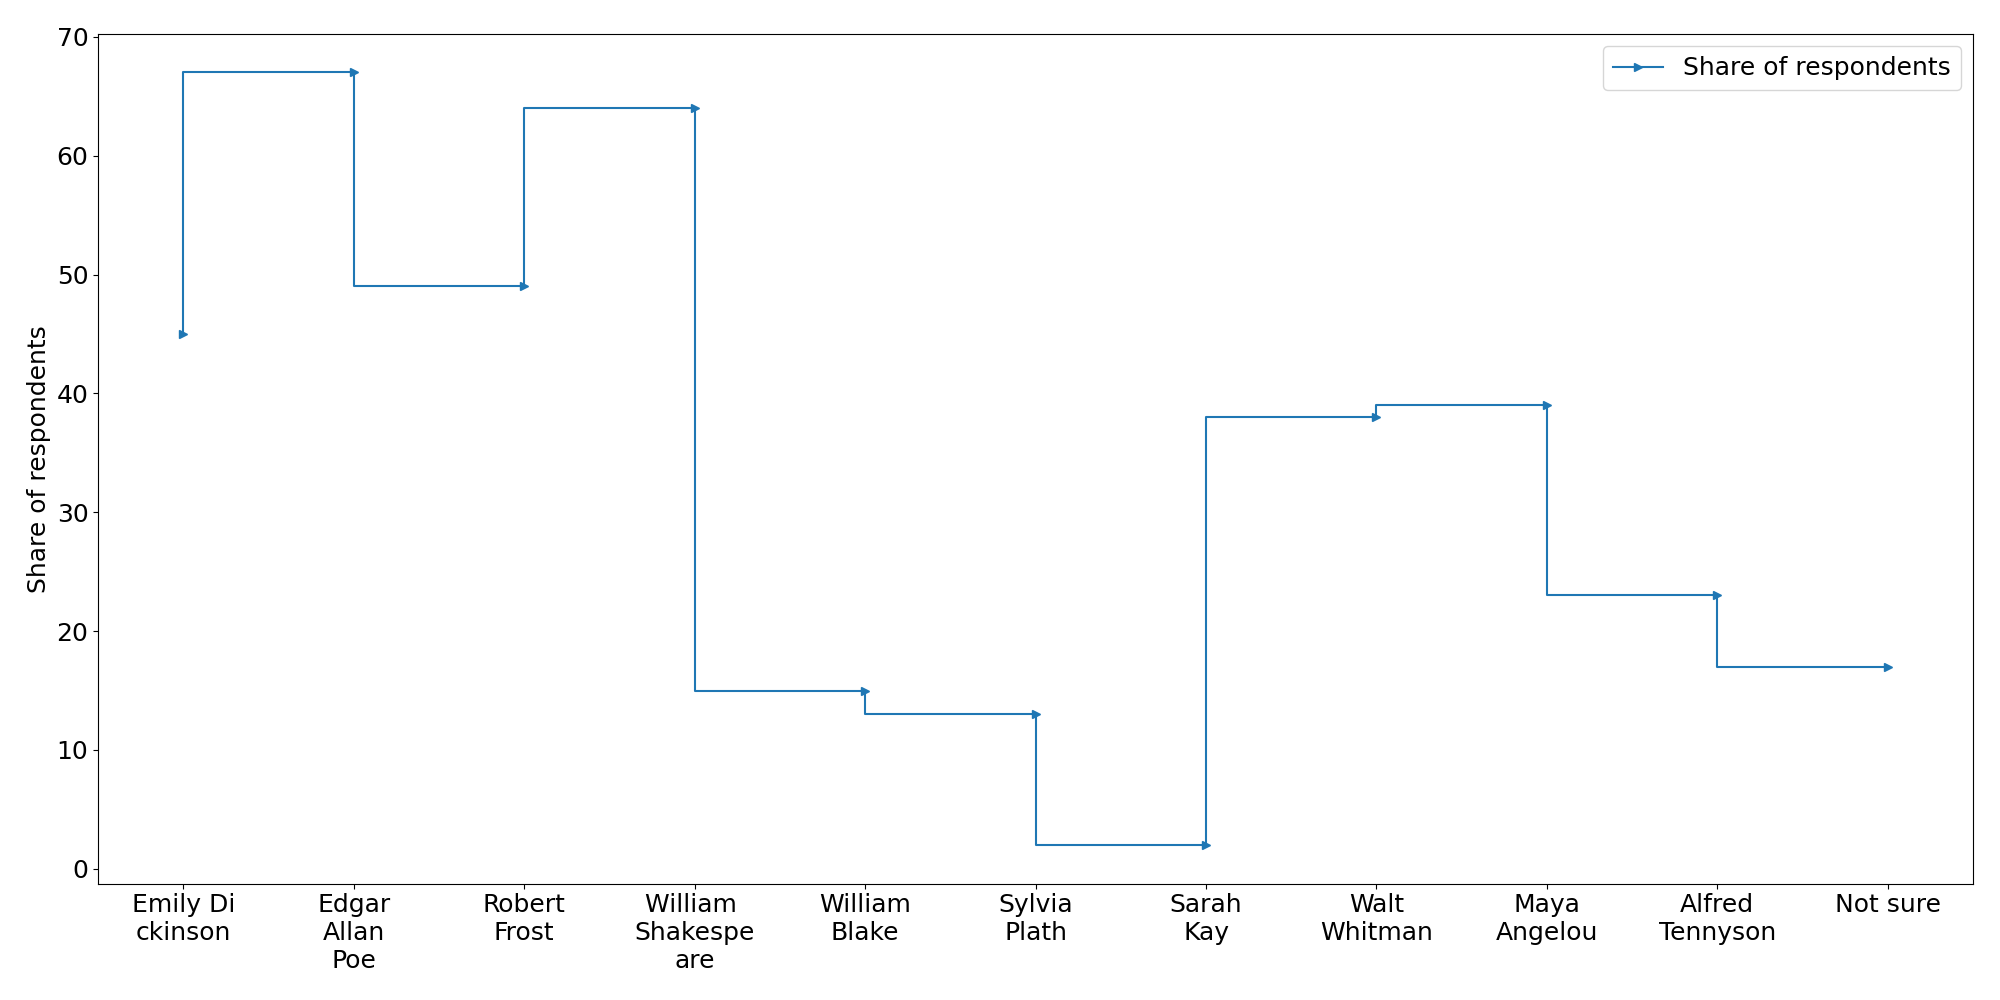 70
60
50
40
30
20
10
0
Share of respondents
Share of respondents
Emily Di
ckinson
Edgar
Allan
Poe
Robert
Frost
William
Shakespe
are
William
Blake
Sylvia
Plath
Sarah
Kay
Walt
Whitman
Maya
Angelou
Alfred
Tennyson
Not sure